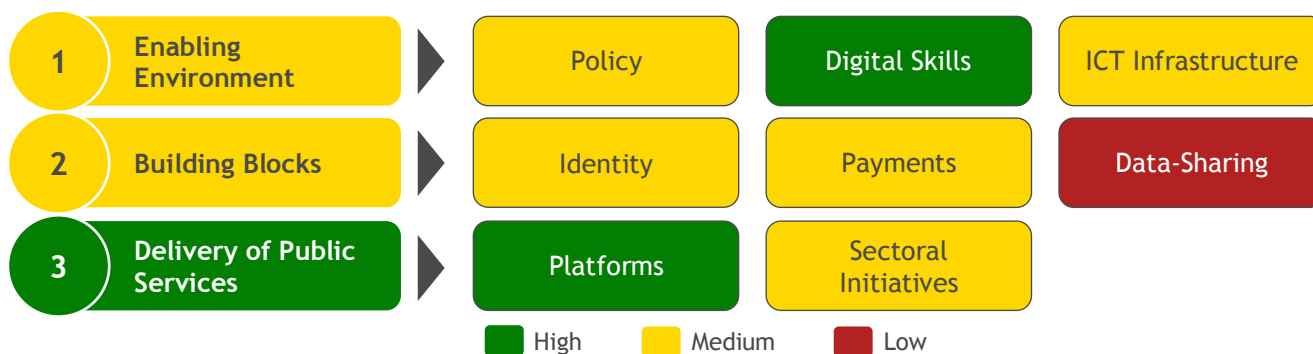 1
Enabling
Environment
Policy
Digital Skills
ICT Infrastructure
2
Building Blocks
Identity
Payments
Data-Sharing
3
Delivery of Public
Services
Platforms
Sectoral
Initiatives
High
Medium
Low